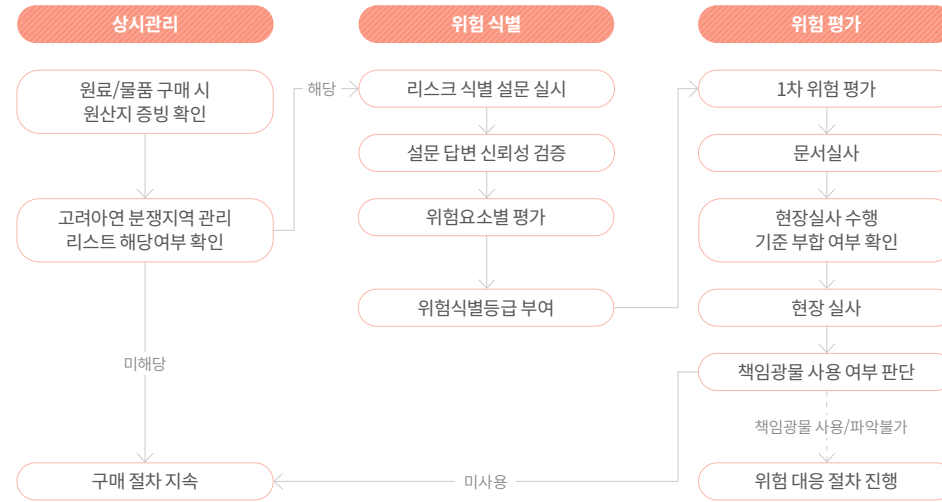 상시관리
원료/물품 구매 시
원산지 증빙 확인
고려아연 분쟁지역 관리
리스트 해당여부 확인
미해당
구매 절차 지속
해당
위험 식별
리스크 식별 설문 실시
설문 답변 신뢰성 검증
위험요소별 평가
위험식별등급 부여
미사용
위험 평가
1차 위험 평가
문서실사
현장실사 수행
기준 부합 여부 확인
현장 실사
책임광물 사용 여부 판단
책임광물 사용/파악불가
위험 대응 절차 진행